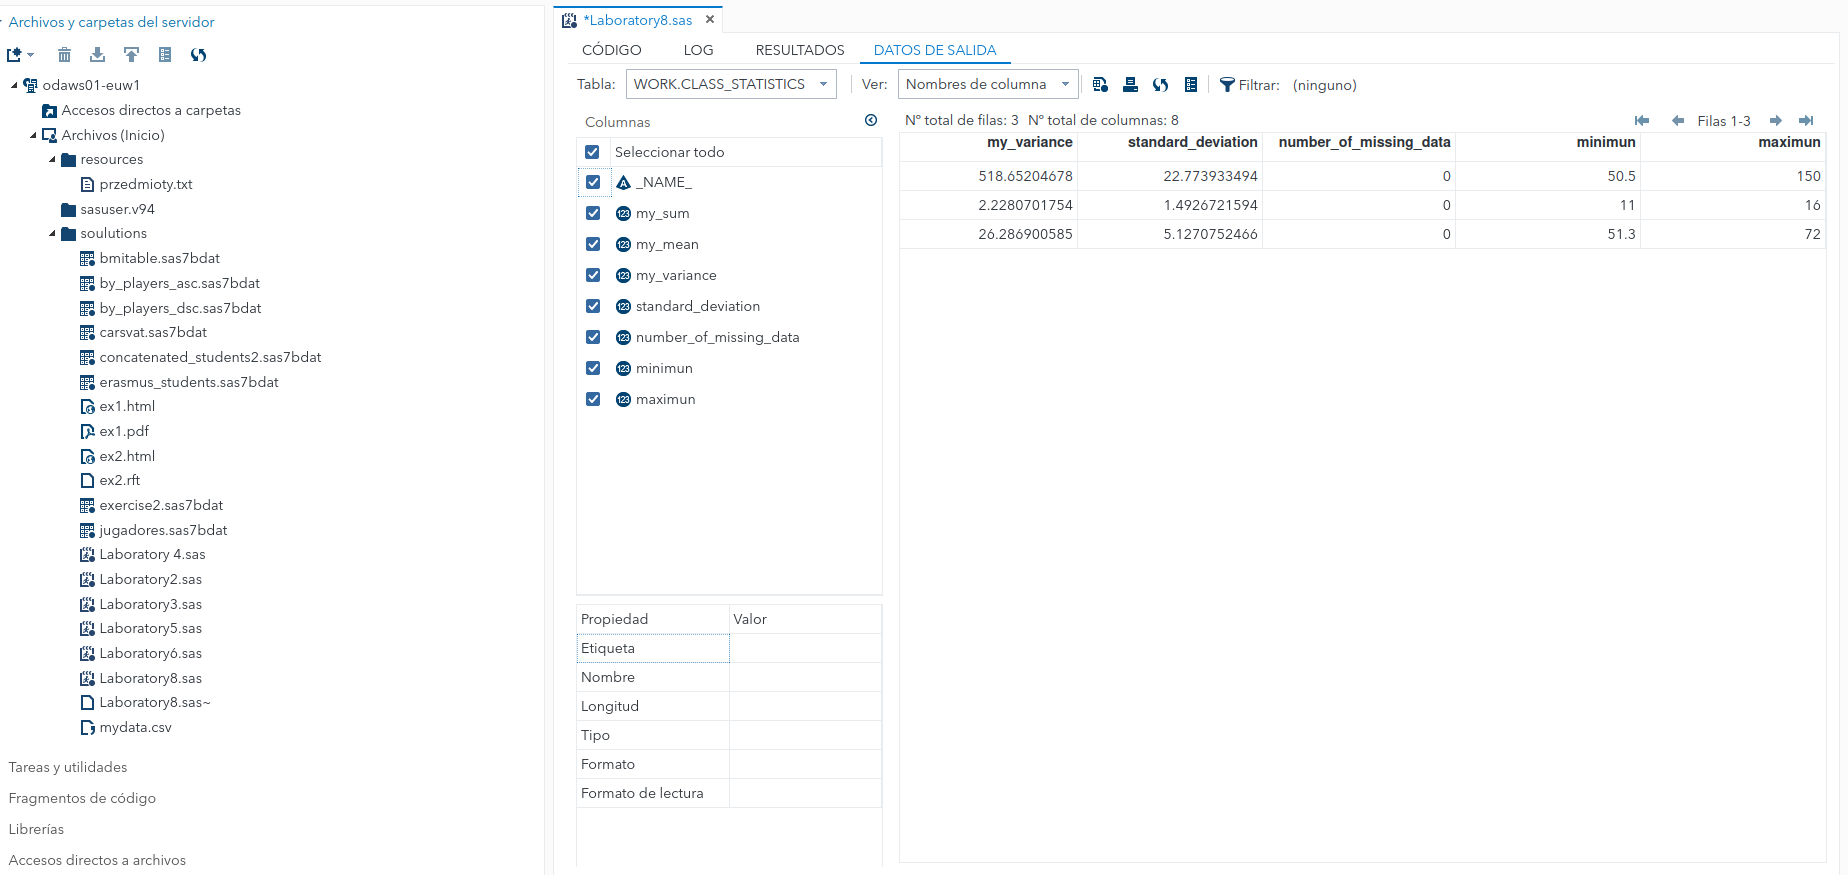 Archivos y carpetas del servidor
odaws01-euw1
Accesos directos a carpetas
Archivos (Inicio)
resources
przedmioty.txt
sasuser.v94
soulutions
bmitable.sas7bdat
by_players_asc.sas7bdat
by_players_dsc.sas7bdat
carsvat.sas7bdat
concatenated_students2.sas7bdat
erasmus_students.sas7bdat
ex1.html
ex1.pdf
ex2.html
ex2.rft
exercise2.sas7bdat
jugadores.sas7bdat
Laboratory 4.sas
Laboratory2.sas
Laboratory3.sas
Laboratory5.sas
Laboratory6.sas
Laboratory8.sas
Laboratory8.sas~
mydata.csv
Tareas y utilidades
Fragmentos de código
Librerías
Accesos directos a archivos
*Laboratory8.sas
CÓDIGO LOG RESULTADOS DATOS DE SALIDA
Tabla: WORK.CLASS_STATISTICS Ver: Nombres de columna Filtrar: (ninguno)
Columnas
Seleccionar todo
_NAME_
my_sum
my_mean
my_variance
standard_deviation
number_of_missing_data
minimun
maximun
Propiedad Valor
Etiqueta
Nombre
Longitud
Tipo
Formato
Formato de lectura
Nº total de filas: 3 Nº total de columnas: 8 Filas 1-3
my_variance standard_deviation number_of_missing_data minimun maximun
518.65204678 22.773933494 0 50.5 150
2.2280701754 1.4926721594 0 11 16
26.286900585 5.1270752466 0 51.3 72